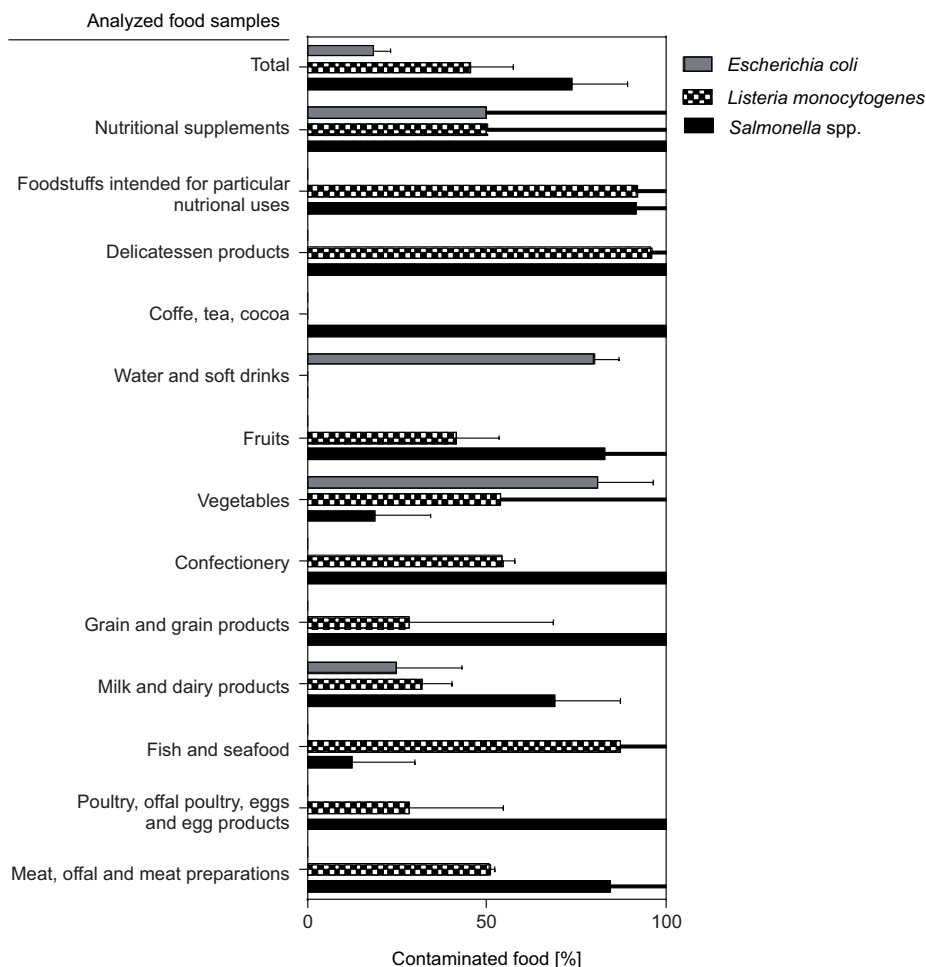 Analyzed food samples
Total
Nutritional supplements
Foodstuffs intended for particular
nutrional uses
Delicatessen products
Coffe, tea, cocoa
Water and soft drinks
Fruits
Vegetables
Confectionery
Grain and grain products
Milk and dairy products
Fish and seafood
Poultry, offal poultry, eggs
and egg products
Meat, offal and meat preparations
0 50 100
Contaminated food [%]
Escherichia coli
Listeria monocytogenes
Salmonella spp.